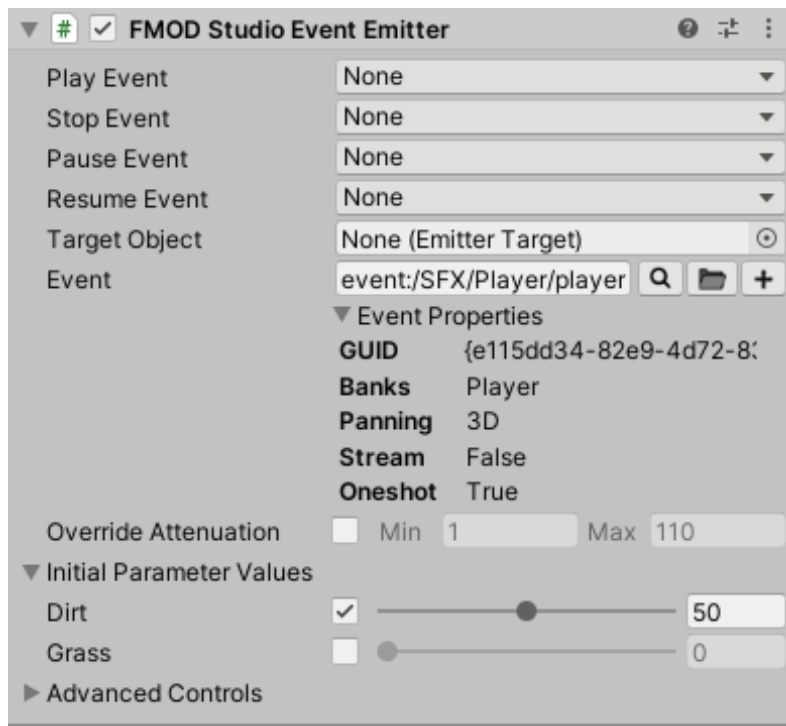 # FMOD Studio Event Emitter
Play Event None
Stop Event None
Pause Event None
Resume Event None
Target Object None (Emitter Target)
Event event:/SFX/Player/player +
Event Properties
GUID {e115dd34-82e9-4d72-8
Banks Player
Panning 3D
Stream False
Oneshot True
Override Attenuation Min 1 Max 110
Initial Parameter Values
Dirt 50
Grass 0
Advanced Controls